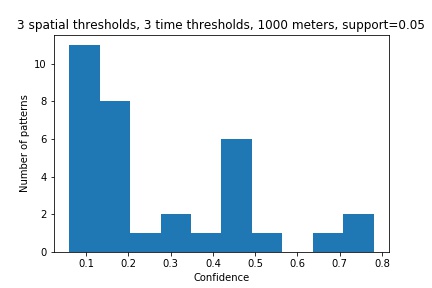 3 spatial thresholds, 3 time thresholds, 1000 meters, support=0.05
Number of patterns
10
8
6
4
2
0
0.1 0.2 0.3 0.4 0.5 0.6 0.7 0.8
Confidence